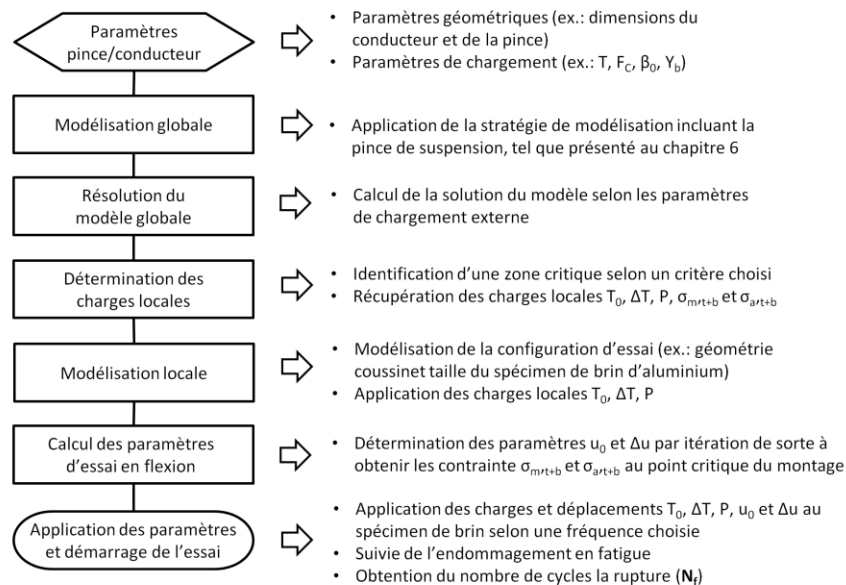 Paramètres
pince/conducteur
• Paramètres géométriques (ex.: dimensions du
conducteur et de la pince)
• Paramètres de chargement (ex.: T, F_C, β_0, Y_b)
Modélisation globale
• Application de la stratégie de modélisation incluant la
pince de suspension, tel que présenté au chapitre 6
Résolution du
modèle globale
• Calcul de la solution du modèle selon les paramètres
de chargement externe
Détermination des
charges locales
• Identification d'une zone critique selon un critère choisi
• Récupération des charges locales T_0, ΔT, P, σ_m,t+b et σ_a,t+b
Modélisation locale
• Modélisation de la configuration d'essai (ex.: géométrie
coussinet taille du spécimen de brin d'aluminium)
• Application des charges locales T_0, ΔT, P
Calcul des paramètres
d'essai en flexion
• Détermination des paramètres u_0 et Δu par itération de sorte à
obtenir les contrainte σ_m,t+b et σ_a,t+b au point critique du montage
Application des paramètres
et démarrage de l'essai
• Application des charges et déplacements T_0, ΔT, P, u_0 et Δu au
spécimen de brin selon une fréquence choisie
• Suivie de l'endommagement en fatigue
• Obtention du nombre de cycles la rupture (N_f)